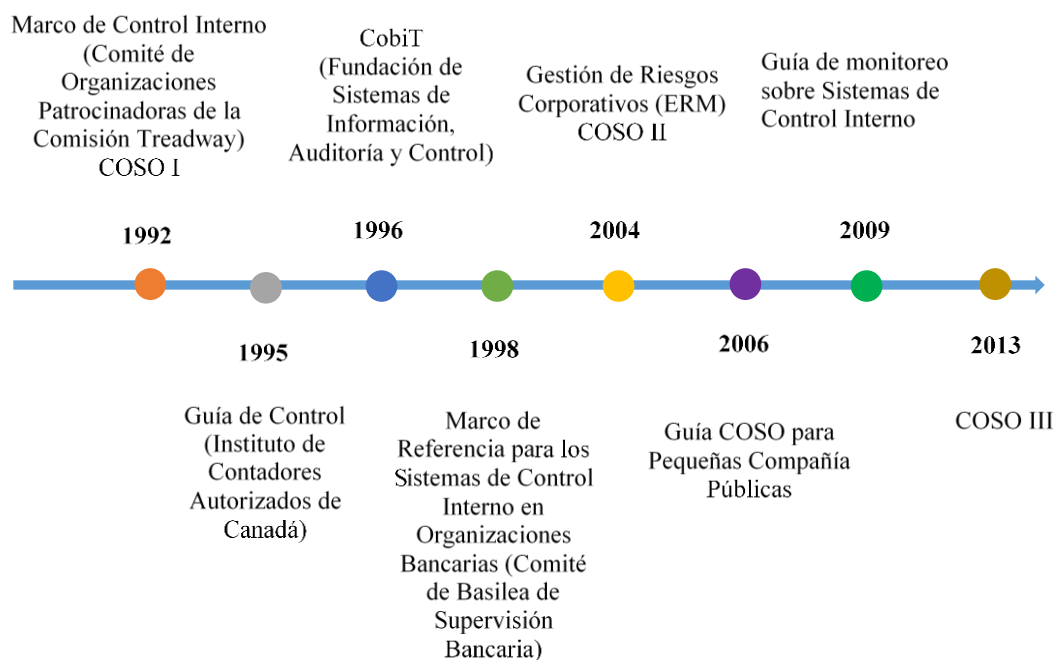 Marco de Control Interno
(Comité de
Organizaciones
Patrocinadoras de la
Comisión Treadway)
COSO I
CobiT
(Fundación de
Sistemas de
Información,
Auditoría y Control)
Gestión de Riesgos
Corporativos (ERM)
COSO II
Guía de monitoreo
sobre Sistemas de
Control Interno
1992
1996
2004
2009
1995
1998
2006
2013
Guía de Control
(Instituto de
Contadores
Autorizados de
Canadá)
Marco de
Referencia para los
Sistemas de Control
Interno en
Organizaciones
Bancarias (Comité
de Basilea de
Supervisión
Bancaria)
Guía COSO para
Pequeñas Compañía
Públicas
COSO III